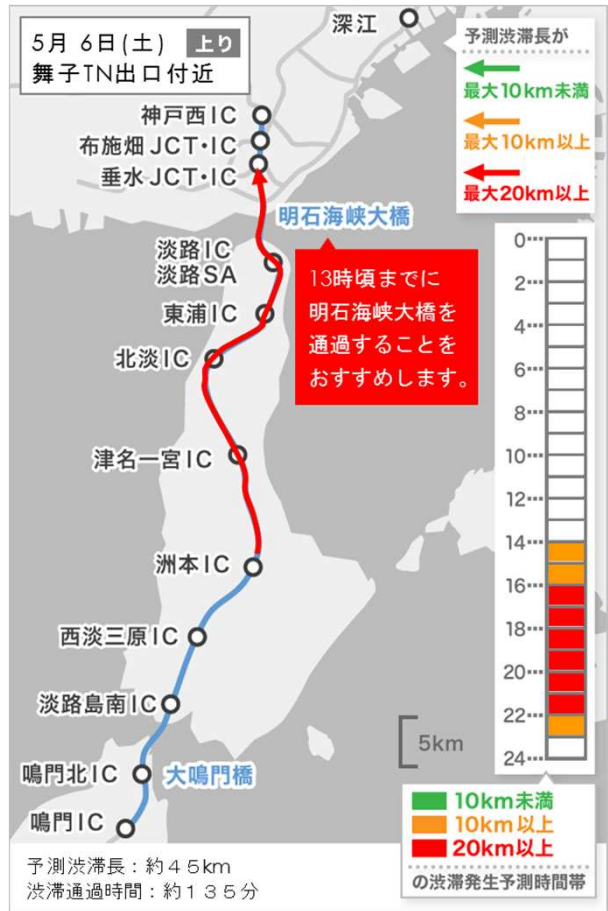 5月 6日(土) 上り
舞子TN出口付近
深江
予測渋滞長が
最大10km未満
最大10km以上
最大20km以上
神戸西IC
布施畑JCT・IC
垂水JCT・IC
明石海峡大橋
淡路IC
淡路SA
13時頃までに
明石海峡大橋を
通過することを
おすすめします。
東浦IC
北淡IC
津名一宮IC
洲本IC
西淡三原IC
淡路島南IC
鳴門北IC
大鳴門橋
鳴門IC
5km
0
2
4
6
8
10
12
14
16
18
20
22
24
10km未満
10km以上
20km以上
の渋滞発生予測時間帯
予測渋滞長：約45km
渋滞通過時間：約135分